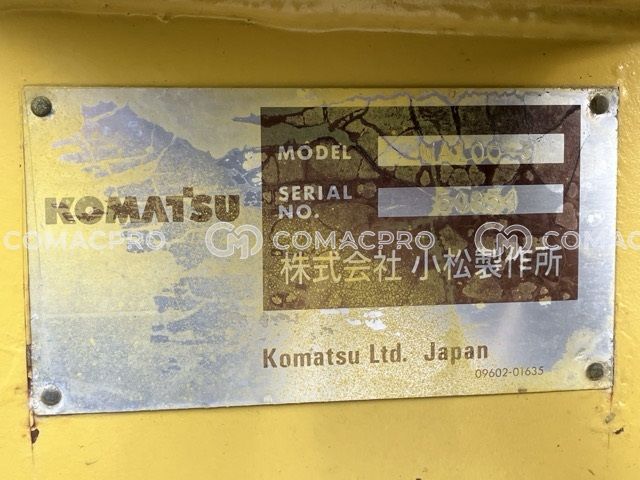 KOMATSU
MODEL
SERIAL
NO.
COMACPRO COMACPRO COMACPRO
株式会社 小松製作所
Komatsu Ltd. Japan
09602-01635